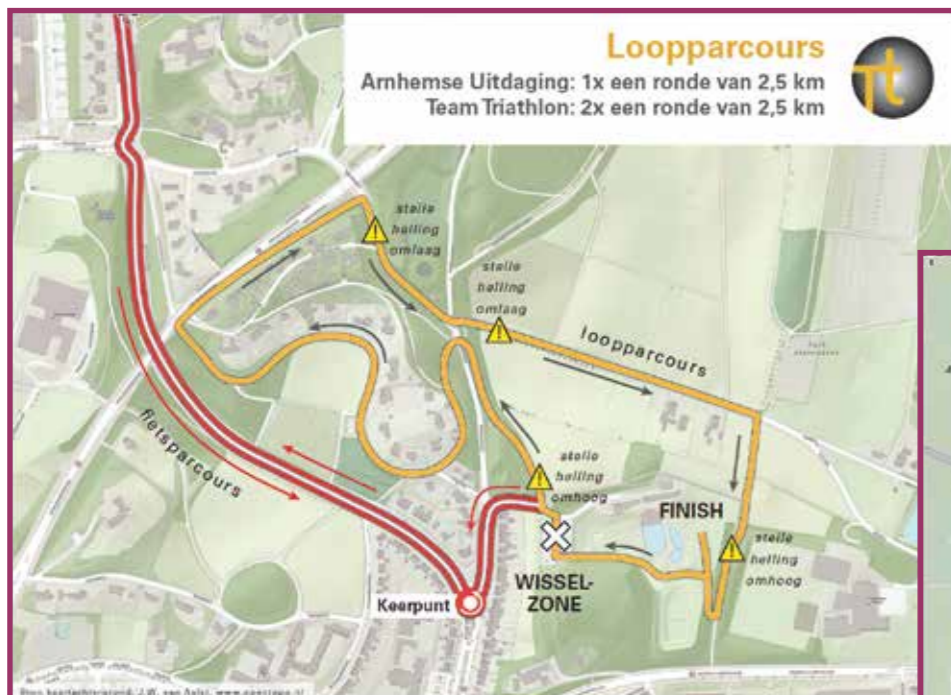 Loopparcours
Arnhemse Uitdaging: 1x een ronde van 2,5 km
Team Triathlon: 2x een ronde van 2,5 km
steile
helling
omlaag
steile
helling
omlaag
loopparcours
fietsparcours
steile
helling
omhoog
FINISH
steile
helling
omhoog
WISSEL-
ZONE
Keerpunt